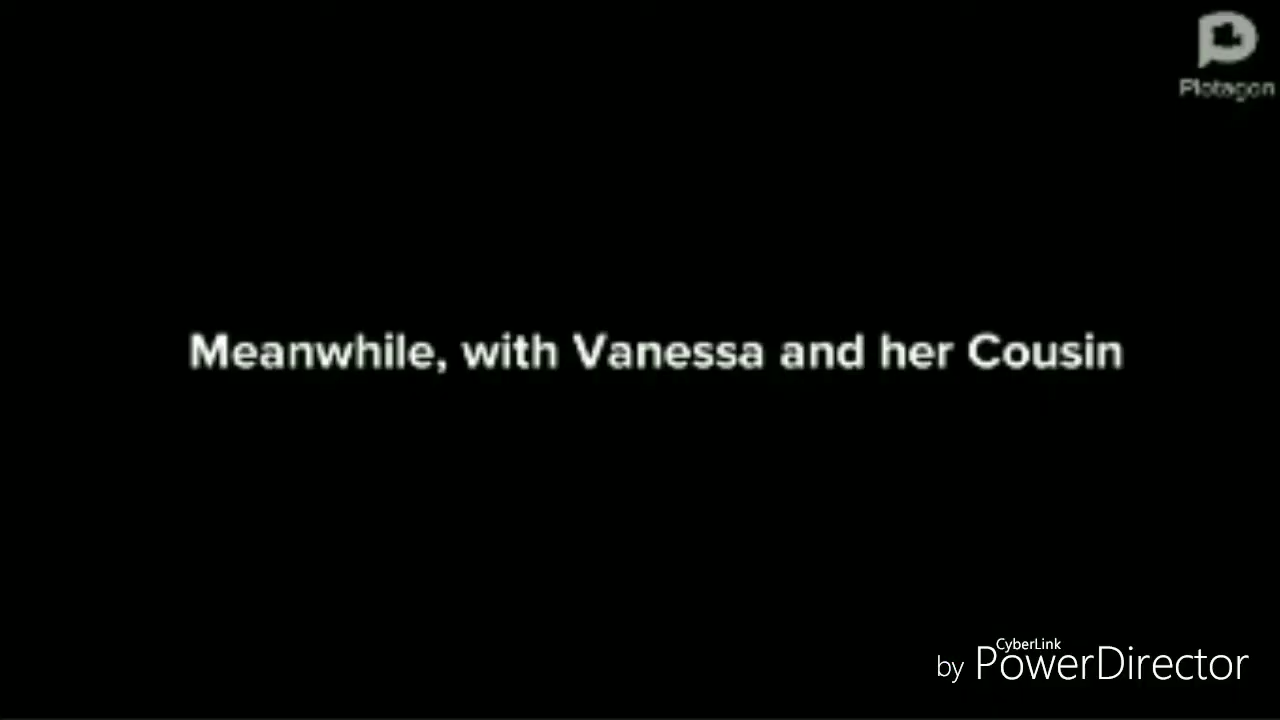 Plotagon
Meanwhile, with Vanessa and her Cousin
CyberLink
by PowerDirector